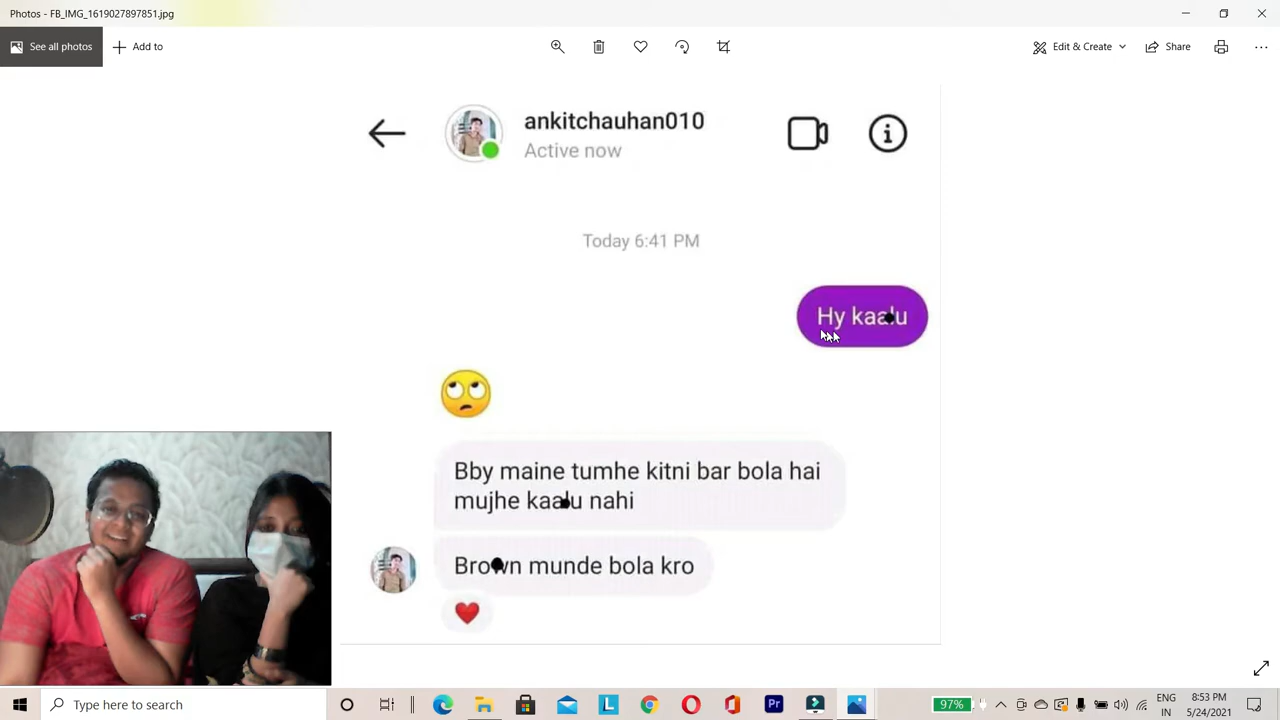 Photos - FB_IMG_1619027897851.jpg
See all photos
Add to
Edit & Create
Share
ankitchauhan010
Active now
Today 6:41 PM
Hy kaalu
Bby maine tumhe kitni bar bola hai
mujhe kaalu nahi
Brown munde bola kro
Type here to search
L
Pr
97%
ENG
IN
8:53 PM
5/24/2021